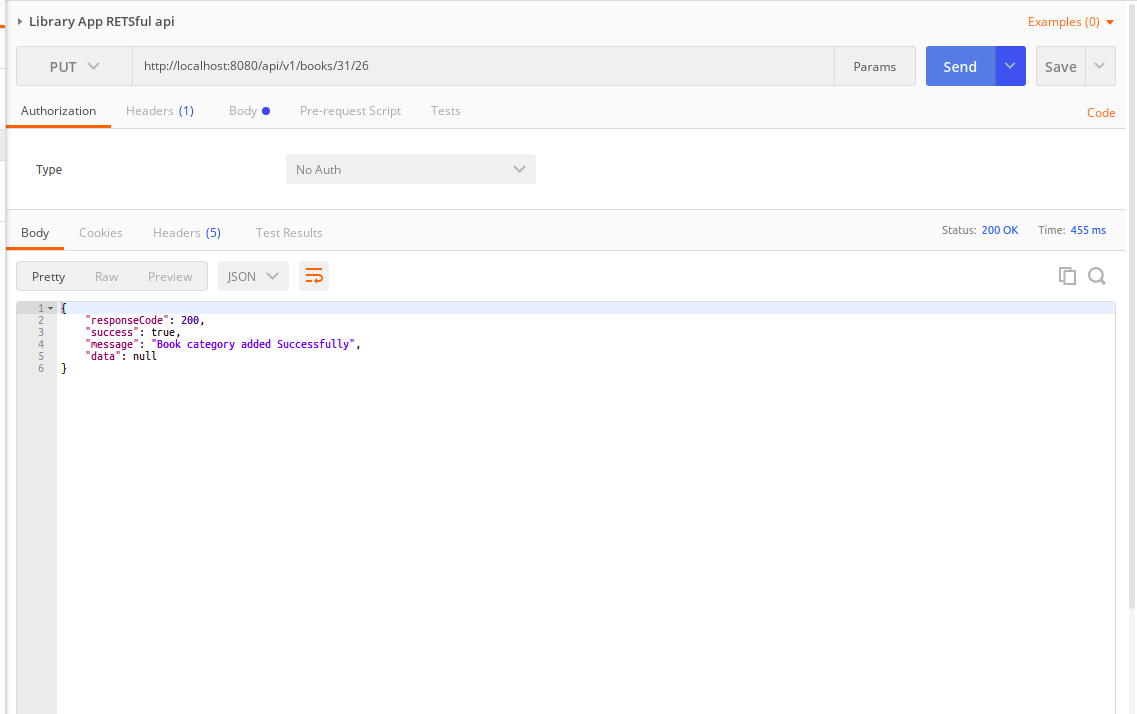 Library App RETSful api
Examples (0)
PUT
http://localhost:8080/api/v1/books/31/26
Params
Send
Save
Authorization Headers (1) Body Pre-request Script Tests
Code
Type
No Auth
Body Cookies Headers (5) Test Results
Status: 200 OK Time: 455 ms
Pretty Raw Preview JSON
1 {
2 "responseCode": 200,
3 "success": true,
4 "message": "Book category added Successfully",
5 "data": null
6 }